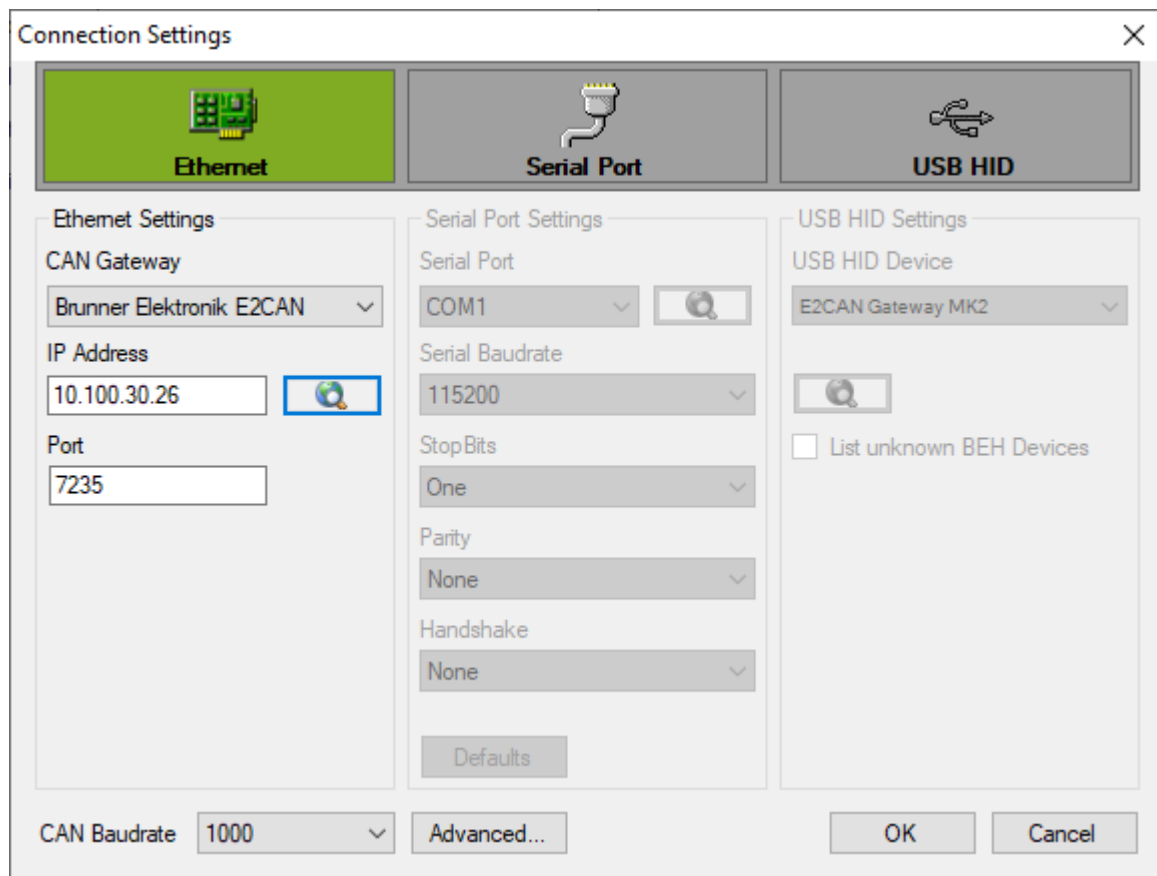 Connection Settings
Ethernet
Serial Port
USB HID
Ethernet Settings
CAN Gateway
Brunner Elektronik E2CAN
IP Address
10.100.30.26
Port
7235
Serial Port Settings
Serial Port
COM1
Serial Baudrate
115200
StopBits
One
Parity
None
Handshake
None
Defaults
USB HID Settings
USB HID Device
E2CAN Gateway MK2
List unknown BEH Devices
CAN Baudrate
1000
Advanced...
OK
Cancel